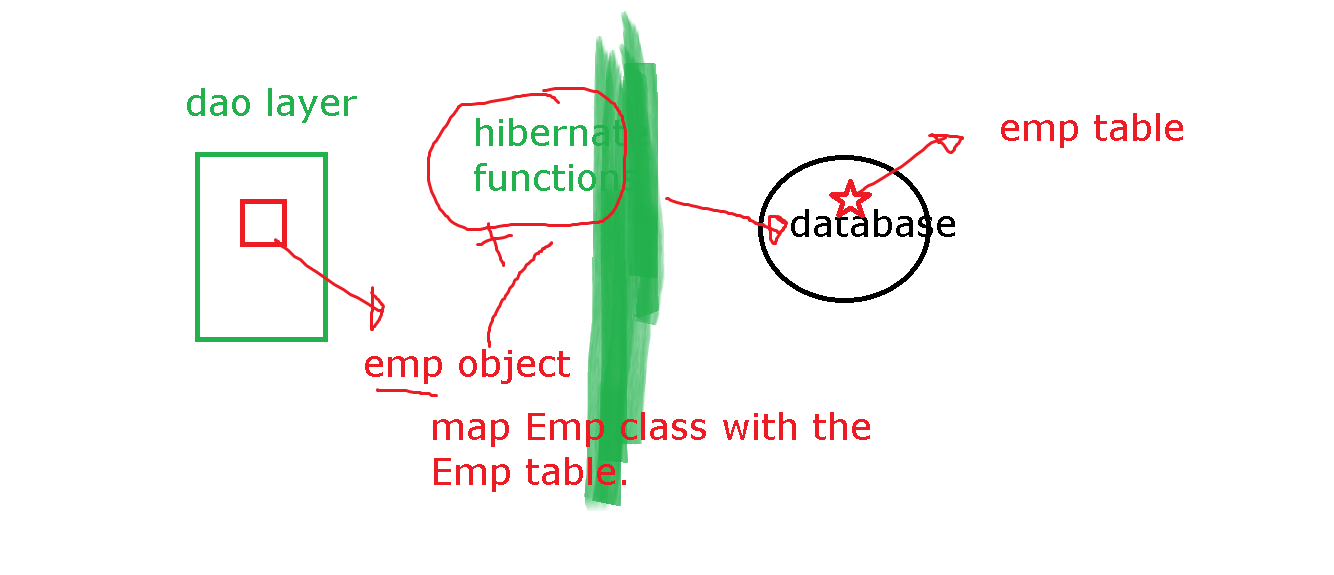 dao layer
hibernat
functions
emp table
database
emp object
map Emp class with the
Emp table.